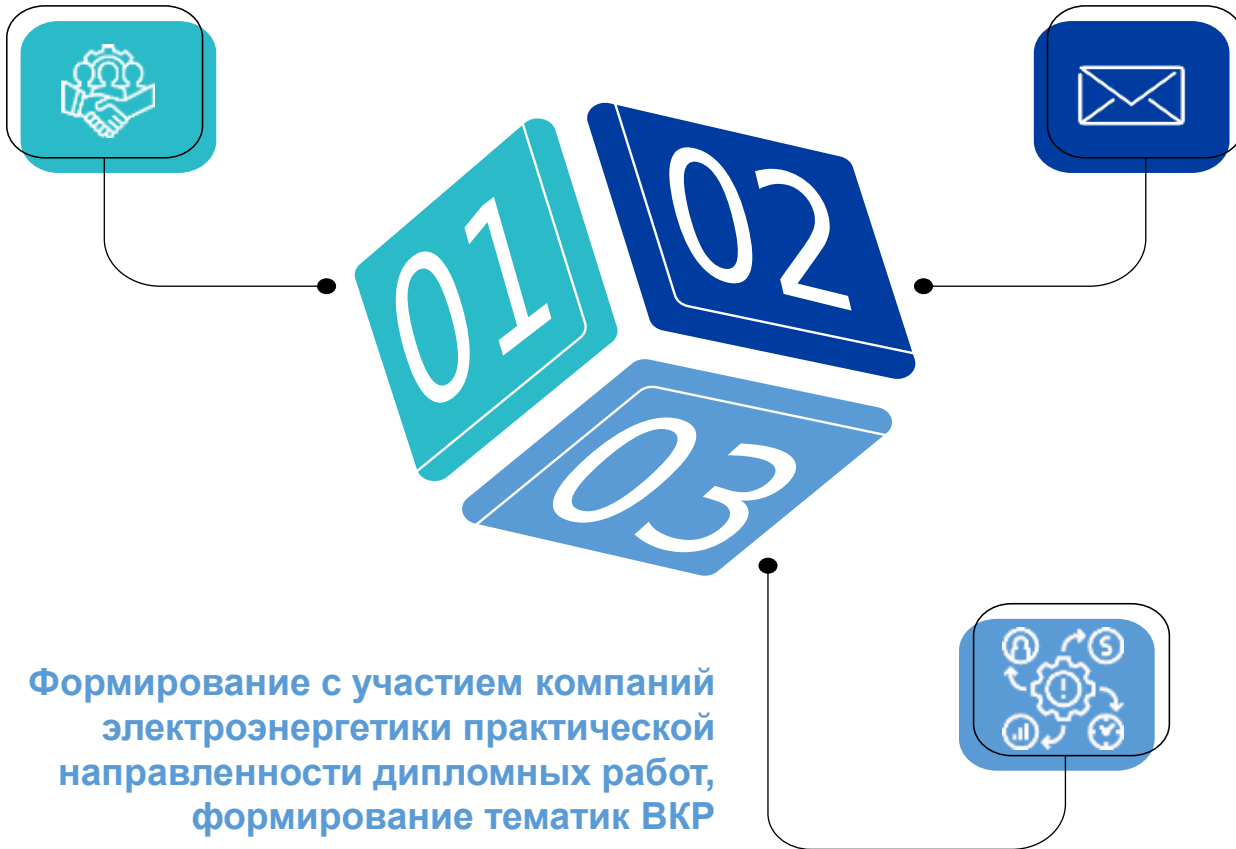 01
02
03
Формирование с участием компаний
электроэнергетики практической
направленности дипломных работ,
формирование тематик ВКР